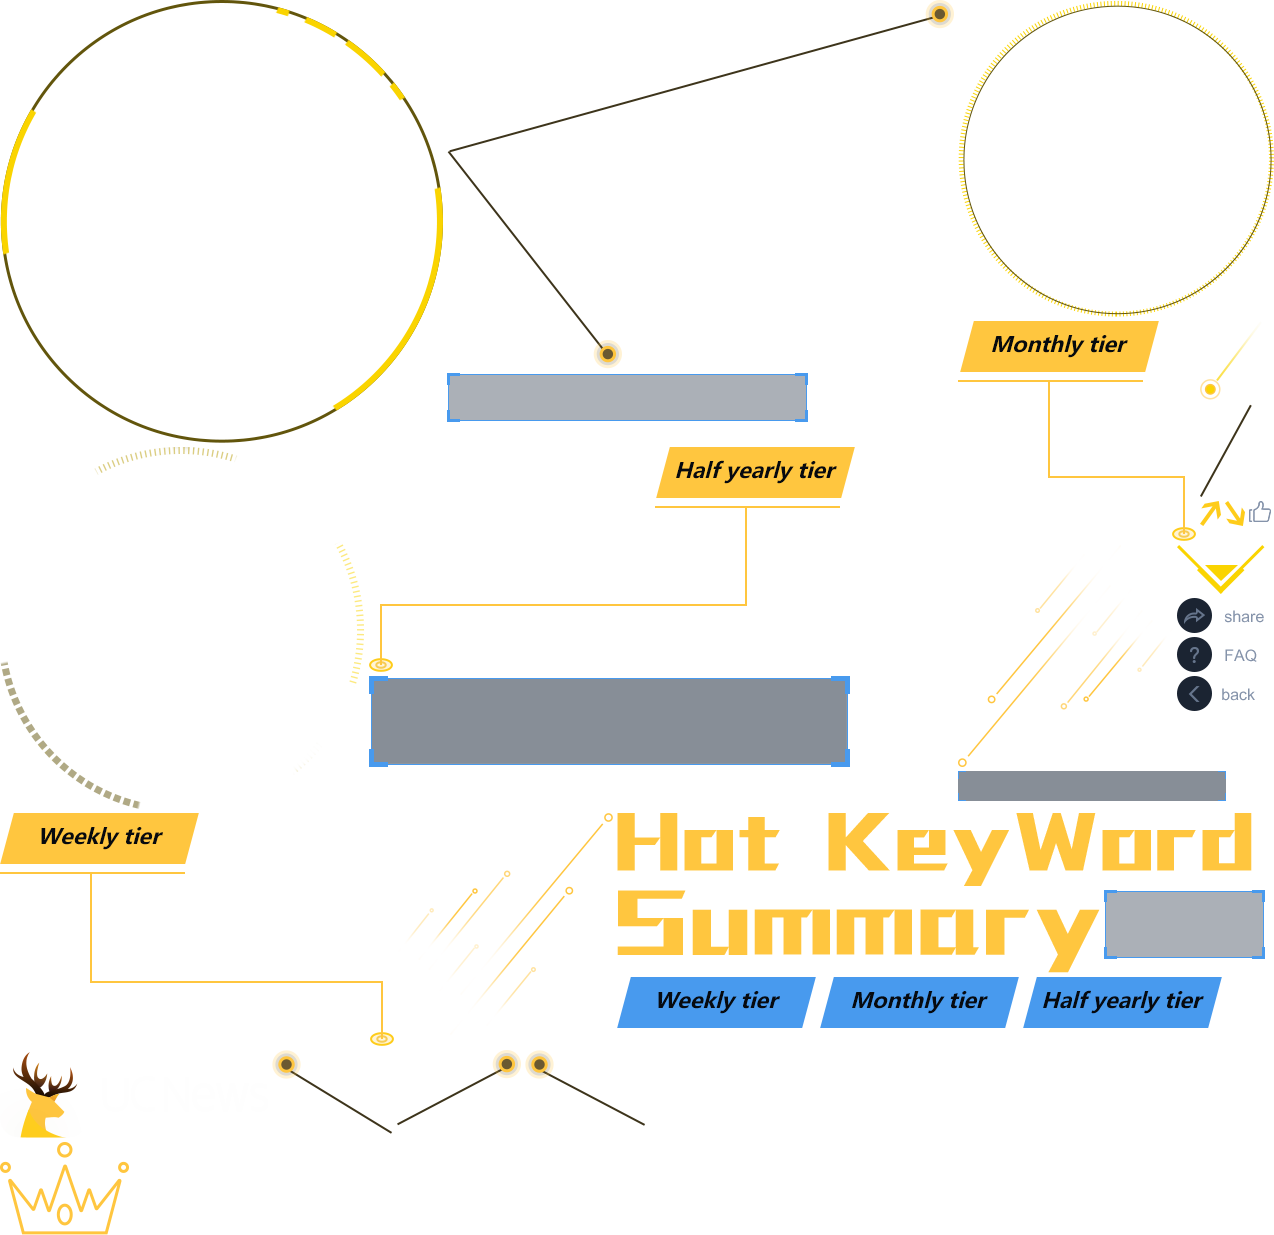 Monthly tier
Half yearly tier
share
?
FAQ
back
Weekly tier
Hot KeyWord
Summary
Weekly tier
Monthly tier
Half yearly tier